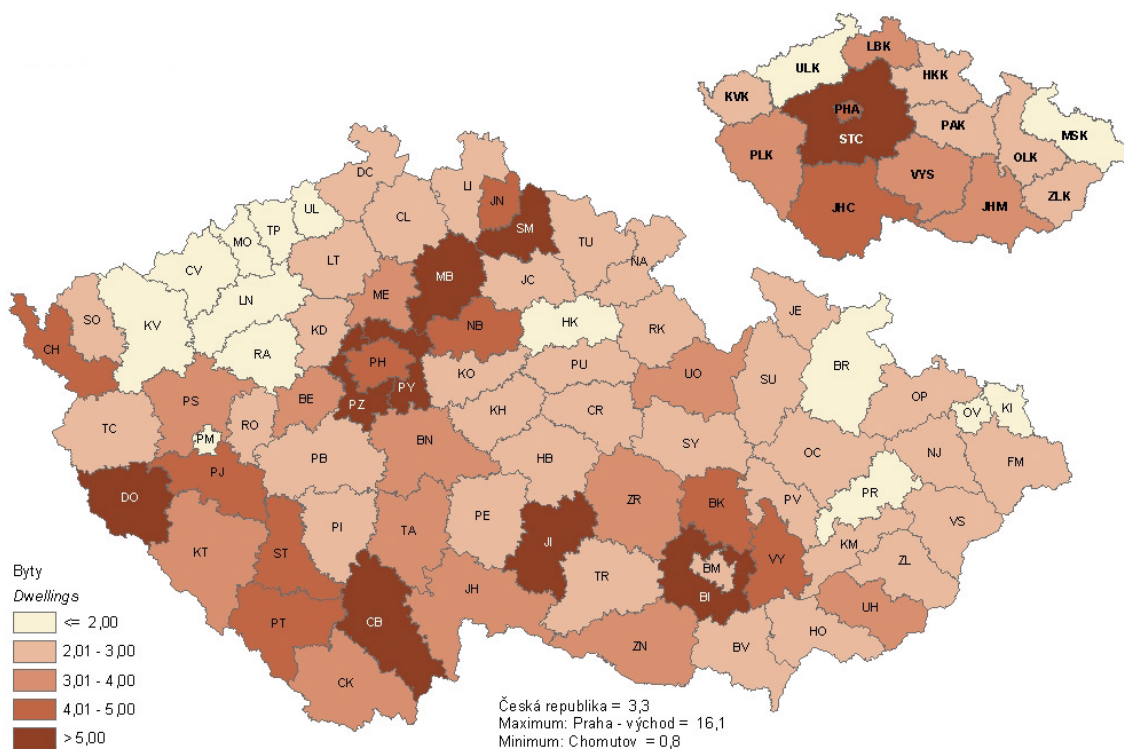 ULK
LBK
HKK
KVK
PHA
PAK
MSK
STC
OLK
PLK
VYS
JHC
JHM
ZLK
DC
LI
UL
JN
TP
CL
SM
MO
TU
CV
LT
MB
JC
NA
ME
LN
KV
SO
KD
NB
HK
RK
JE
CH
RA
PH
PY
KO
PU
BR
PS
BE
PZ
UO
SU
OP
OV
KI
TC
RO
KH
CR
PM
BN
PB
SY
OC
NJ
FM
PJ
HB
DO
PR
ZR
BK
PV
PI
TA
PE
VS
KT
ST
JI
KM
VY
ZL
BM
TR
JH
BI
UH
CB
PT
HO
ZN
BV
CK
Byty
Dwellings
<= 2,00
2,01 - 3,00
3,01 - 4,00
4,01 - 5,00
> 5,00
Česká republika = 3,3
Maximum: Praha - východ = 16,1
Minimum: Chomutov = 0,8